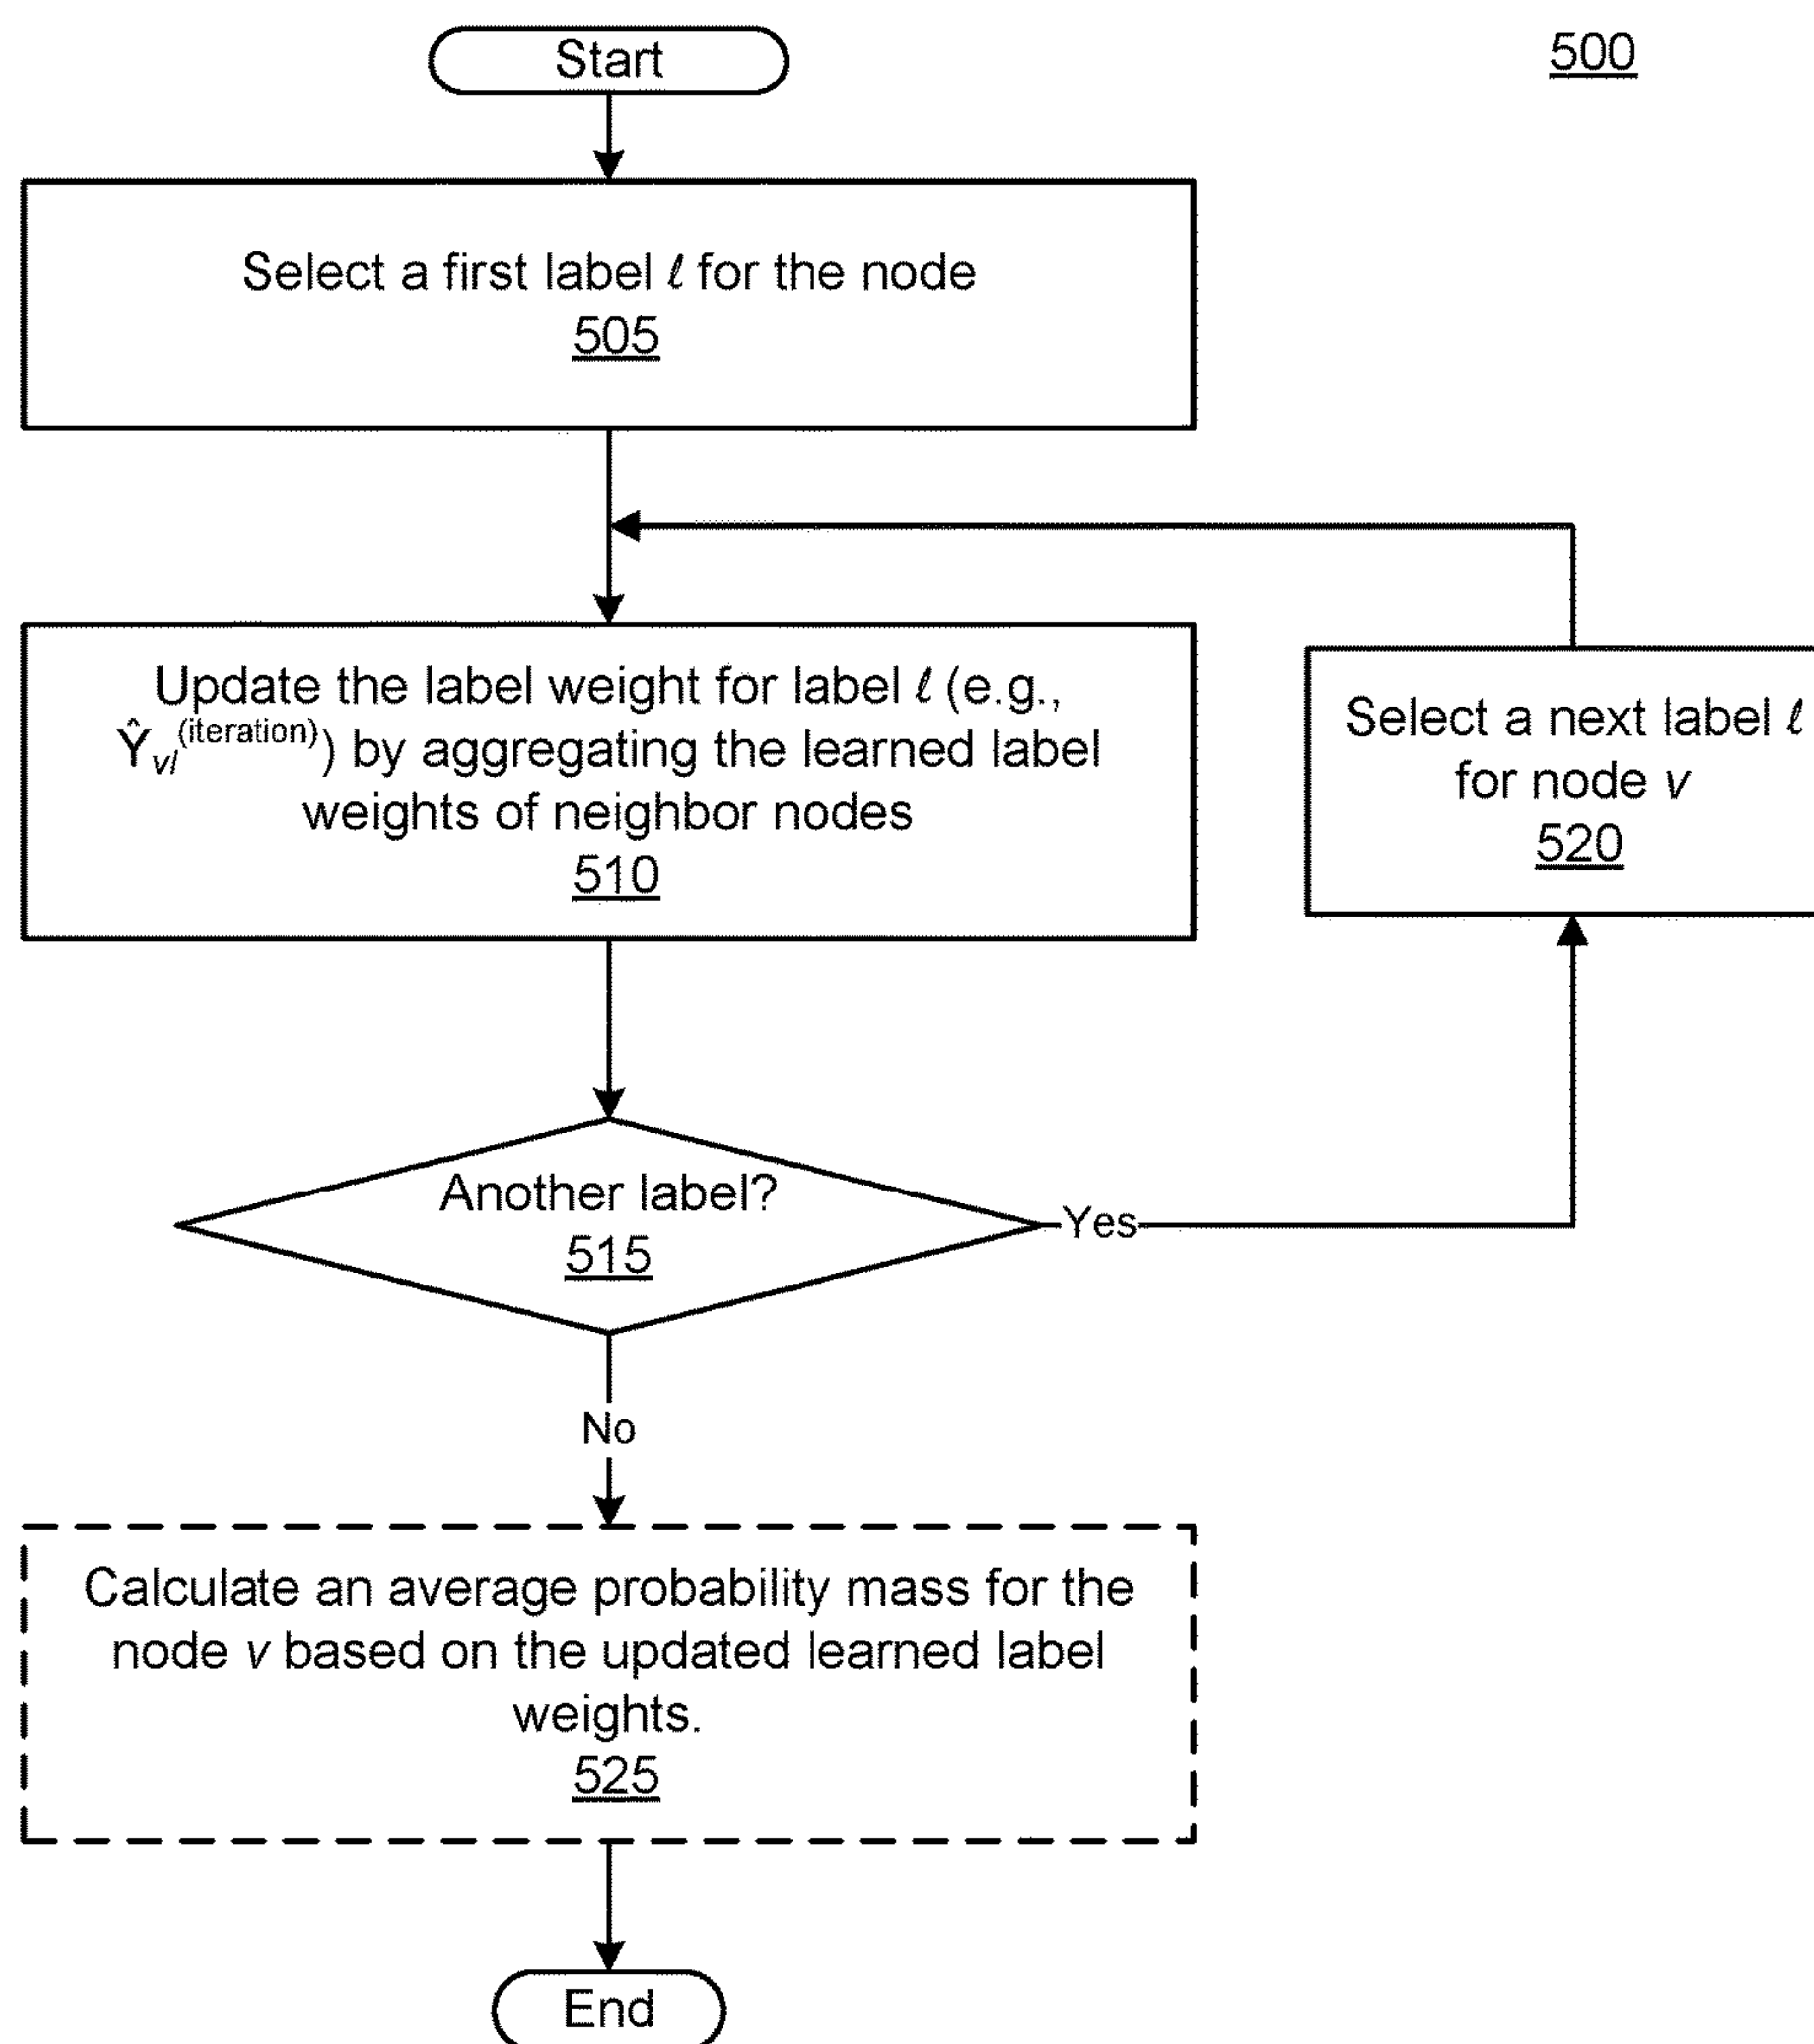 Start
500
Select a first label ℓ for the node
505
Update the label weight for label ℓ (e.g.,
Ŷvl(iteration)) by aggregating the learned label
weights of neighbor nodes
510
Select a next label ℓ
for node v
520
Another label?
515
Yes
No
Calculate an average probability mass for the
node v based on the updated learned label
weights.
525
End